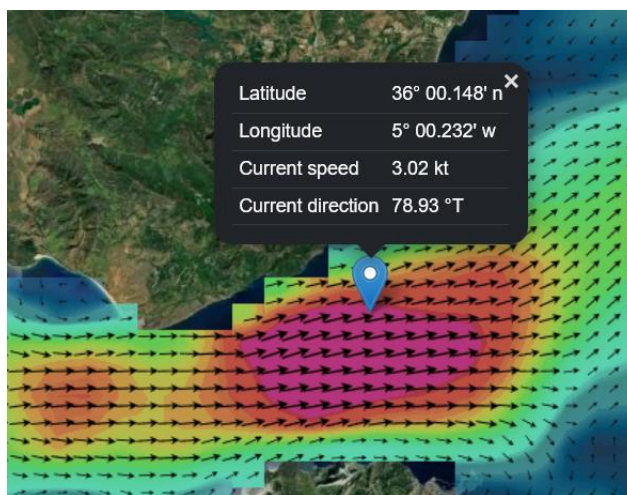 ×
Latitude 36° 00.148' n
Longitude 5° 00.232' w
Current speed 3.02 kt
Current direction 78.93 °T